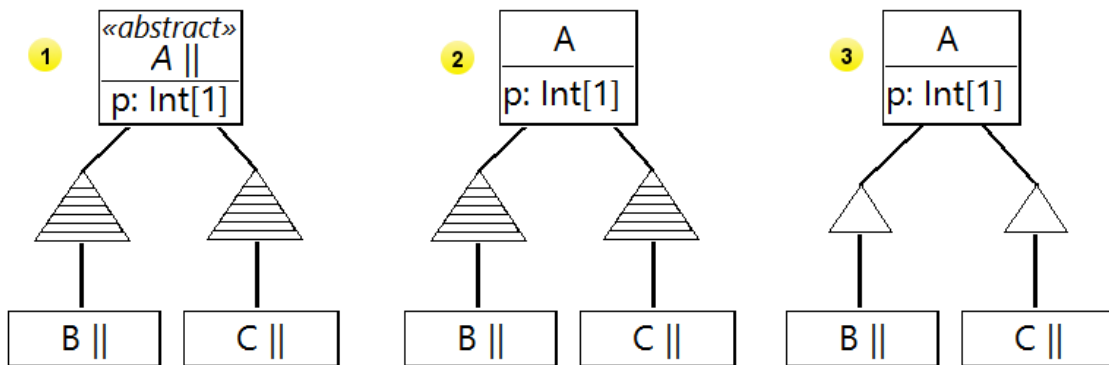 1
«abstract»
A ||
p: Int[1]
B ||
C ||
2
A
p: Int[1]
B ||
C ||
3
A
p: Int[1]
B ||
C ||